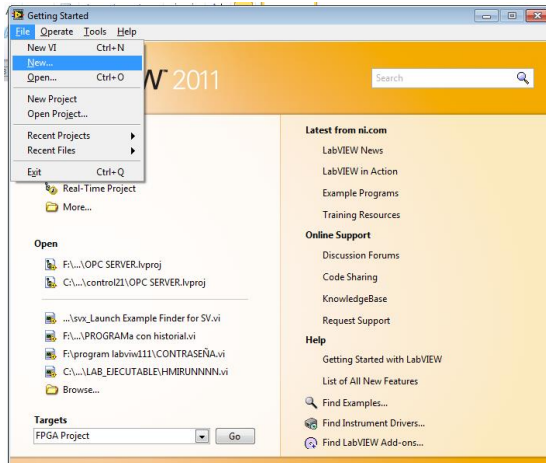 Getting Started
File Operate Tools Help
New VI Ctrl+N
New...
Open... Ctrl+O
New Project
Open Project...
Recent Projects
Recent Files
Exit Ctrl+Q
W™ 2011
Search
Real-Time Project
More...
Open
F:\...\OPC SERVER.lvproj
C:\...\control21\OPC SERVER.lvproj
...\svx_Launch Example Finder for SV.vi
F:\...\PROGRAMa con historial.vi
F:\program labviw111\CONTRASEÑA.vi
C:\...\LAB_EJECUTABLE\HMIRUNNNN.vi
Browse...
Targets
FPGA Project Go
Latest from ni.com
LabVIEW News
LabVIEW in Action
Example Programs
Training Resources
Online Support
Discussion Forums
Code Sharing
KnowledgeBase
Request Support
Help
Getting Started with LabVIEW
List of All New Features
Find Examples...
Find Instrument Drivers...
Find LabVIEW Add-ons...